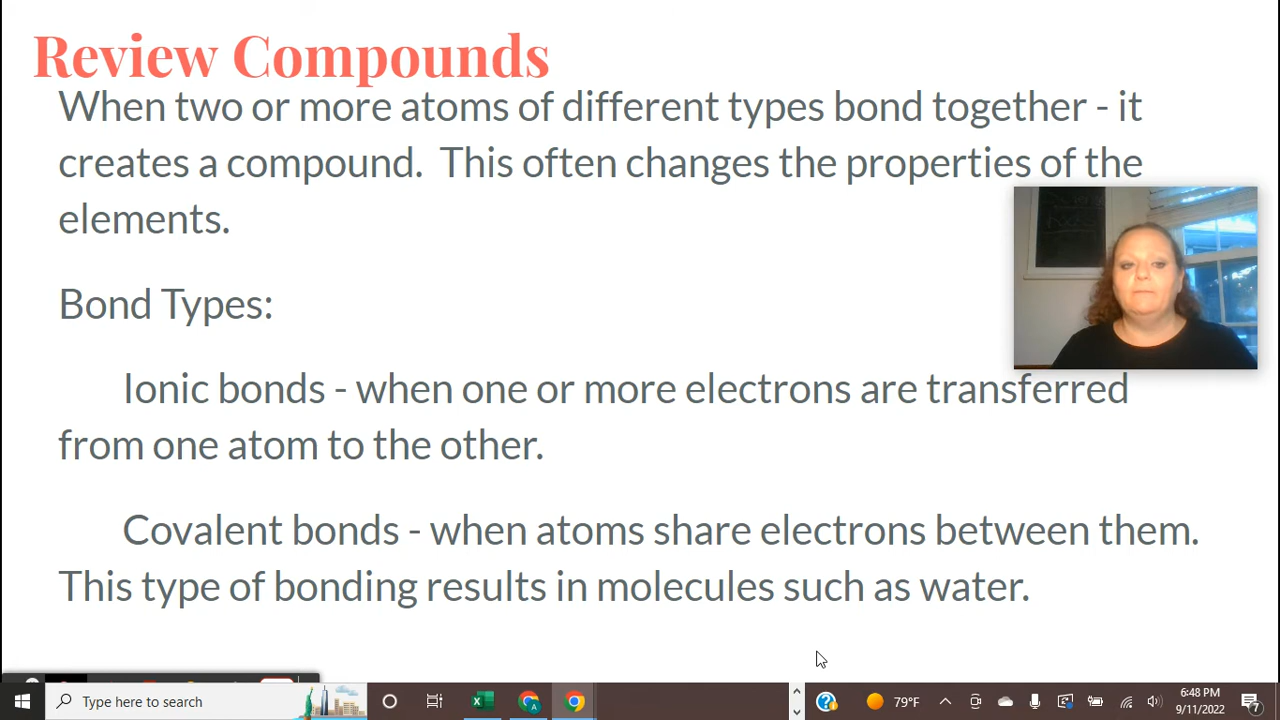 Review Compounds
When two or more atoms of different types bond together - it
creates a compound. This often changes the properties of the
elements.
Bond Types:
Ionic bonds - when one or more electrons are transferred
from one atom to the other.
Covalent bonds - when atoms share electrons between them.
This type of bonding results in molecules such as water.
Type here to search
79°F
6:48 PM
9/11/2022
7